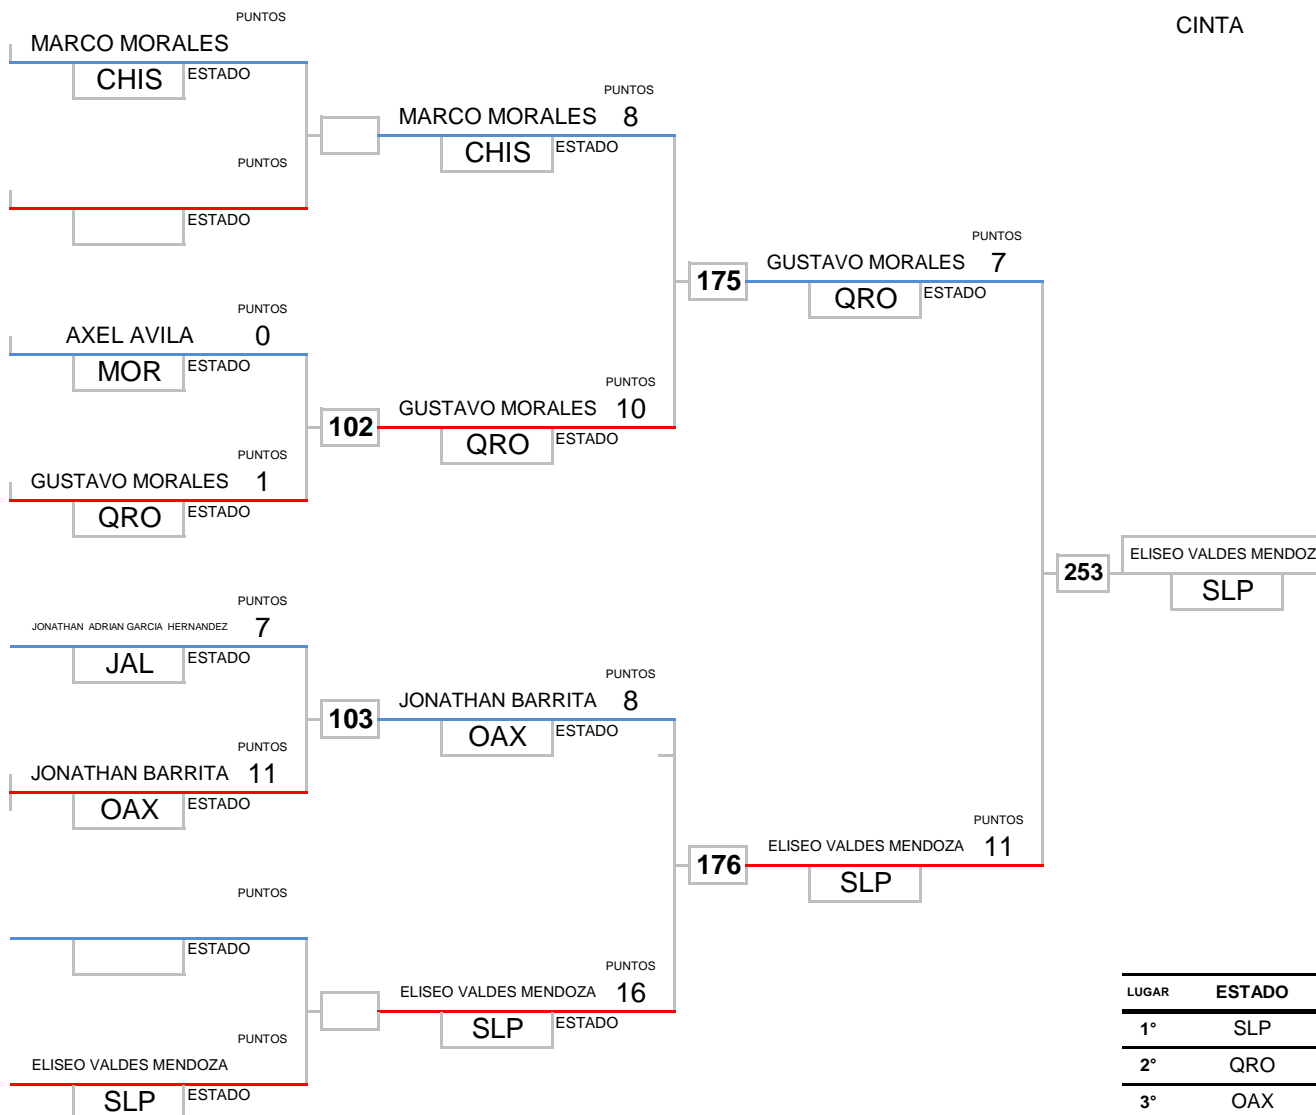 PUNTOS
MARCO MORALES
CHIS ESTADO
PUNTOS
ESTADO
PUNTOS
AXEL AVILA 0
MOR ESTADO
PUNTOS
GUSTAVO MORALES 1
QRO ESTADO
PUNTOS
JONATHAN ADRIAN GARCIA HERNANDEZ 7
JAL ESTADO
PUNTOS
JONATHAN BARRITA 11
OAX ESTADO
PUNTOS
ESTADO
PUNTOS
ELISEO VALDES MENDOZA
SLP ESTADO
PUNTOS
MARCO MORALES 8
CHIS ESTADO
102
PUNTOS
GUSTAVO MORALES 10
QRO ESTADO
103
PUNTOS
JONATHAN BARRITA 8
OAX ESTADO
PUNTOS
ELISEO VALDES MENDOZA 16
SLP ESTADO
175
PUNTOS
GUSTAVO MORALES 7
QRO ESTADO
176
PUNTOS
ELISEO VALDES MENDOZA 11
SLP
253
ELISEO VALDES MENDOZ
SLP
CINTA
LUGAR ESTADO
1° SLP
2° QRO
3° OAX